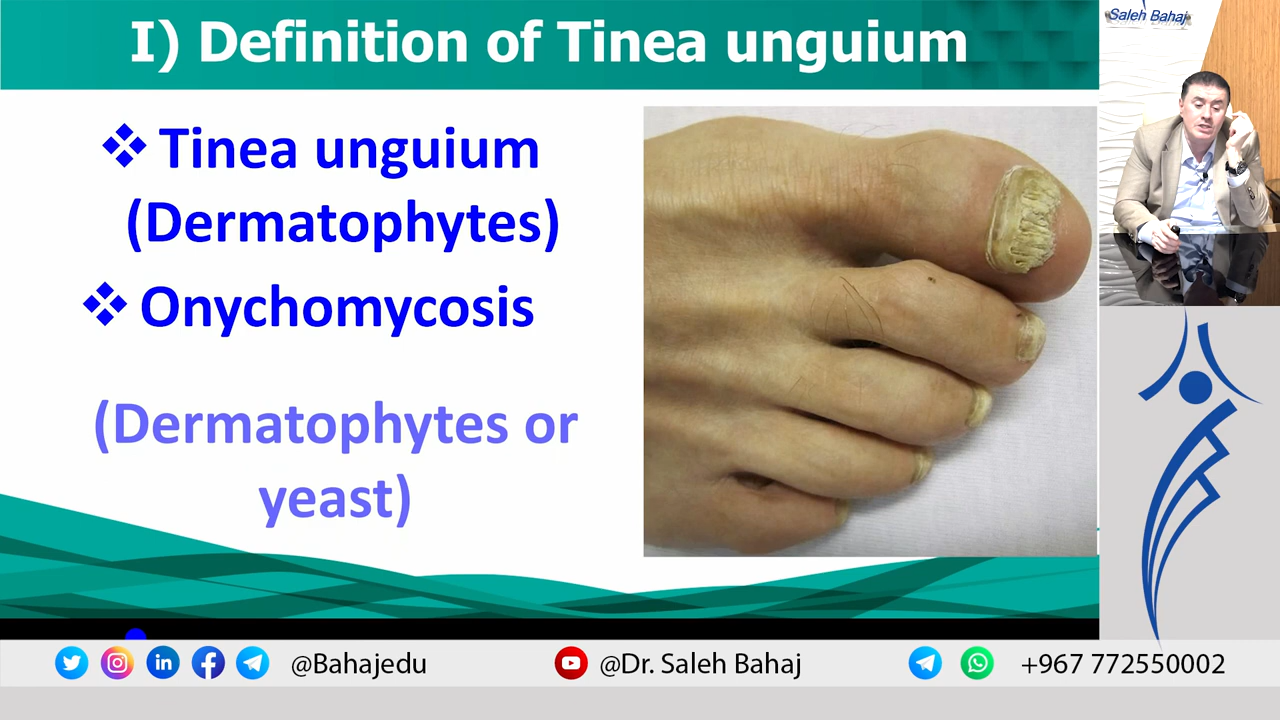 I) Definition of Tinea unguium
Saleh Bahaj
❖ Tinea unguium
(Dermatophytes)
❖ Onychomycosis
(Dermatophytes or
yeast)
@Bahajedu
@Dr. Saleh Bahaj
+967 772550002